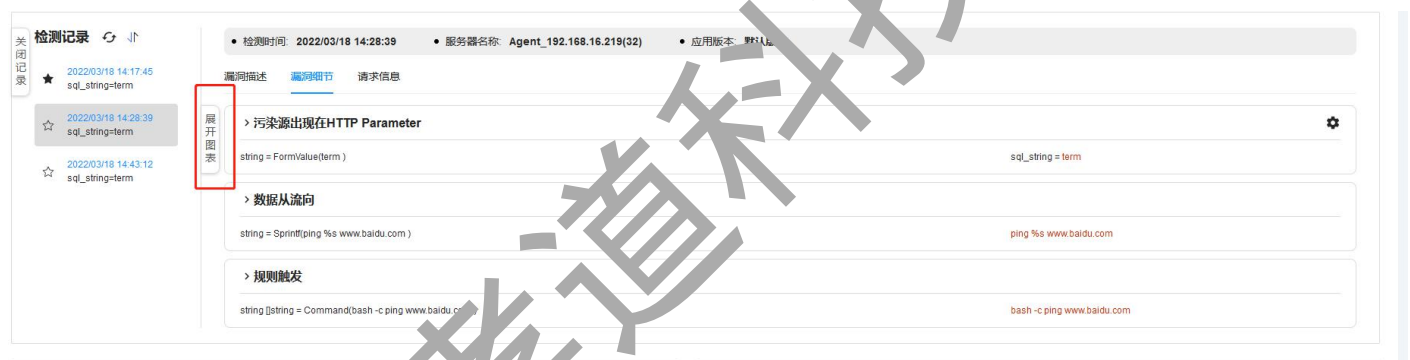 关闭记录
检测记录
2022/03/18 14:17:45
sql_string=term
2022/03/18 14:28:39
sql_string=term
2022/03/18 14:43:12
sql_string=term
展开图表
检测时间: 2022/03/18 14:28:39 服务器名称: Agent_192.168.16.219(32) 应用版本: 默认版
漏洞描述 漏洞细节 请求信息
污染源出现在HTTP Parameter
string = FormValue(term ) sql_string = term
数据从流向
string = Sprintf(ping %s www.baidu.com ) ping %s www.baidu.com
规则触发
string []string = Command(bash -c ping www.baidu.c bash -c ping www.baidu.com
道科技